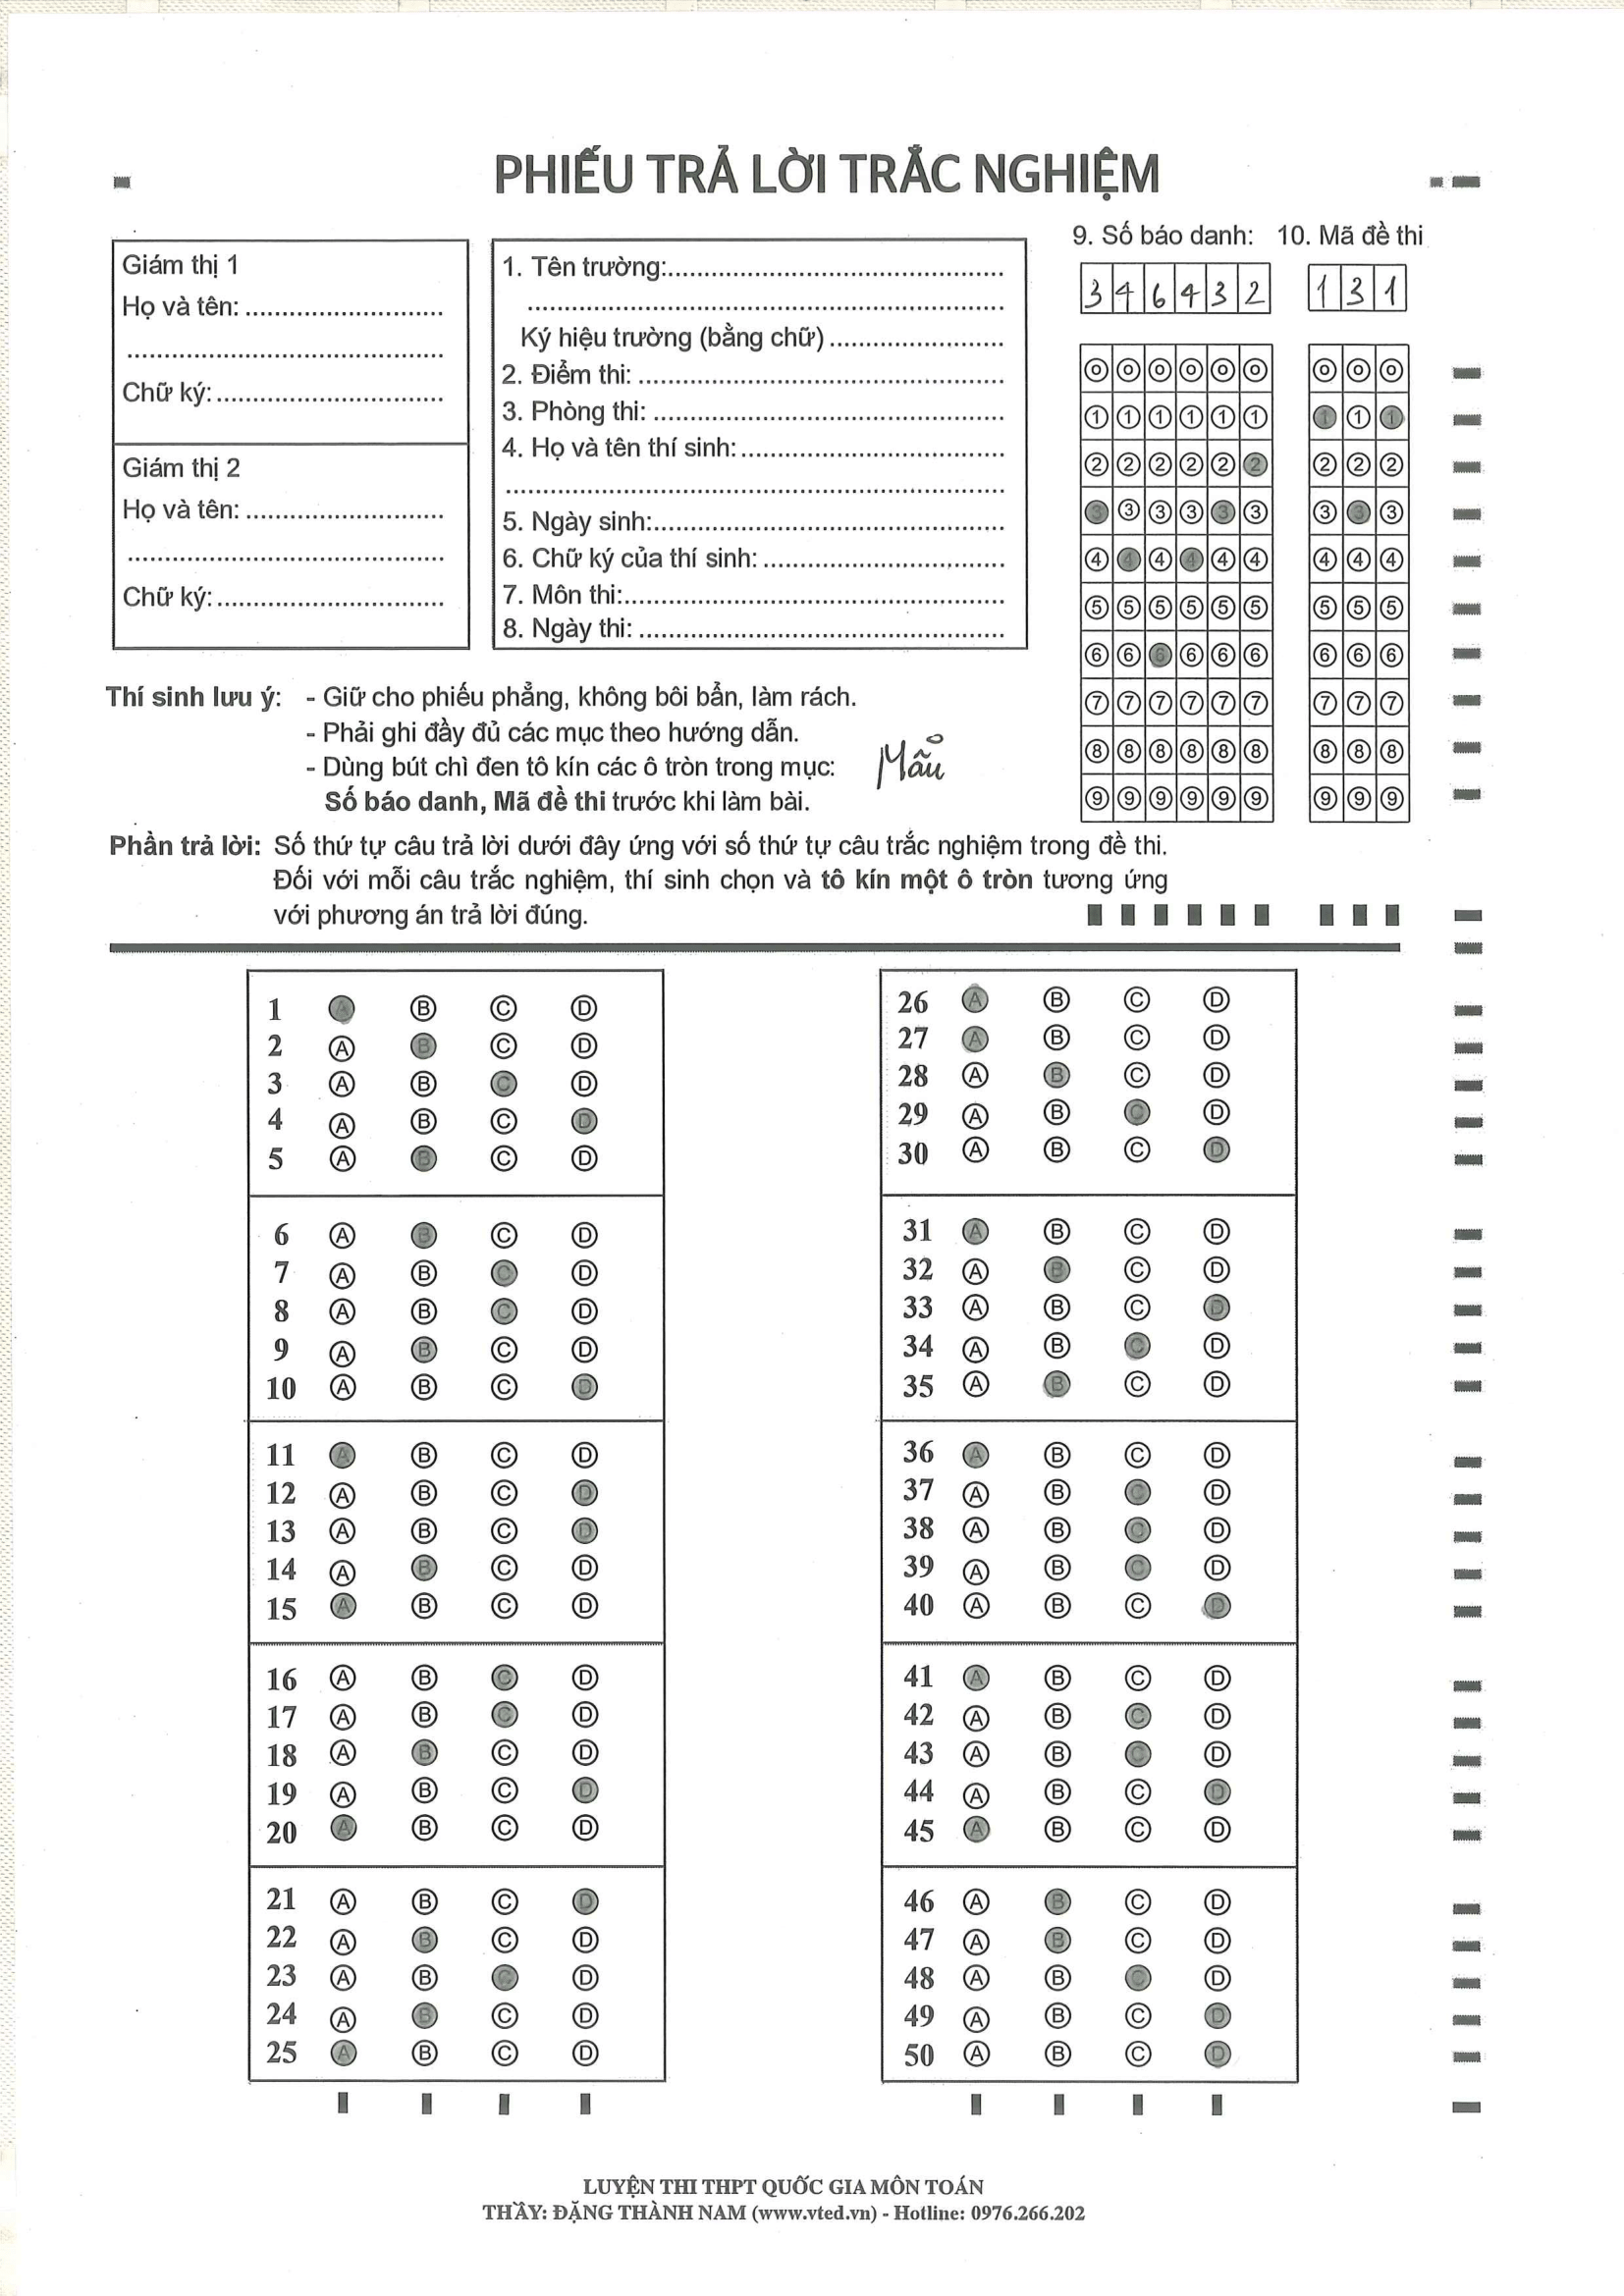 PHIẾU TRẢ LỜI TRẮC NGHIỆM
Giám thị 1
Họ và tên: ............................
.............................................
Chữ ký: ................................
Giám thị 2
Họ và tên: ............................
.............................................
Chữ ký: ................................
1. Tên trường:................................................
....................................................................
Ký hiệu trường (bằng chữ) .........................
2. Điểm thi: ....................................................
3. Phòng thi: ..................................................
4. Họ và tên thí sinh: ......................................
.......................................................................
5. Ngày sinh:..................................................
6. Chữ ký của thí sinh: ...................................
7. Môn thi:......................................................
8. Ngày thi: ....................................................
9. Số báo danh: 10. Mã đề thi
3 4 6 4 3 2 1 3 1
0 0 0 0 0 0 0 0 0
1 1 1 1 1 1 1 1 1
2 2 2 2 2 2 2 2 2
3 3 3 3 3 3 3 3 3
4 4 4 4 4 4 4 4 4
5 5 5 5 5 5 5 5 5
6 6 6 6 6 6 6 6 6
7 7 7 7 7 7 7 7 7
8 8 8 8 8 8 8 8 8
9 9 9 9 9 9 9 9 9
Thí sinh lưu ý: - Giữ cho phiếu phẳng, không bôi bẩn, làm rách.
- Phải ghi đầy đủ các mục theo hướng dẫn.
- Dùng bút chì đen tô kín các ô tròn trong mục:
Số báo danh, Mã đề thi trước khi làm bài.
Mẫu
Phần trả lời: Số thứ tự câu trả lời dưới đây ứng với số thứ tự câu trắc nghiệm trong đề thi.
Đối với mỗi câu trắc nghiệm, thí sinh chọn và tô kín một ô tròn tương ứng
với phương án trả lời đúng.
1 A B C D
2 A B C D
3 A B C D
4 A B C D
5 A B C D
6 A B C D
7 A B C D
8 A B C D
9 A B C D
10 A B C D
11 A B C D
12 A B C D
13 A B C D
14 A B C D
15 A B C D
16 A B C D
17 A B C D
18 A B C D
19 A B C D
20 A B C D
21 A B C D
22 A B C D
23 A B C D
24 A B C D
25 A B C D
26 A B C D
27 A B C D
28 A B C D
29 A B C D
30 A B C D
31 A B C D
32 A B C D
33 A B C D
34 A B C D
35 A B C D
36 A B C D
37 A B C D
38 A B C D
39 A B C D
40 A B C D
41 A B C D
42 A B C D
43 A B C D
44 A B C D
45 A B C D
46 A B C D
47 A B C D
48 A B C D
49 A B C D
50 A B C D
LUYỆN THI THPT QUỐC GIA MÔN TOÁN
THẦY: ĐẶNG THÀNH NAM (www.vted.vn) - Hotline: 0976.266.202